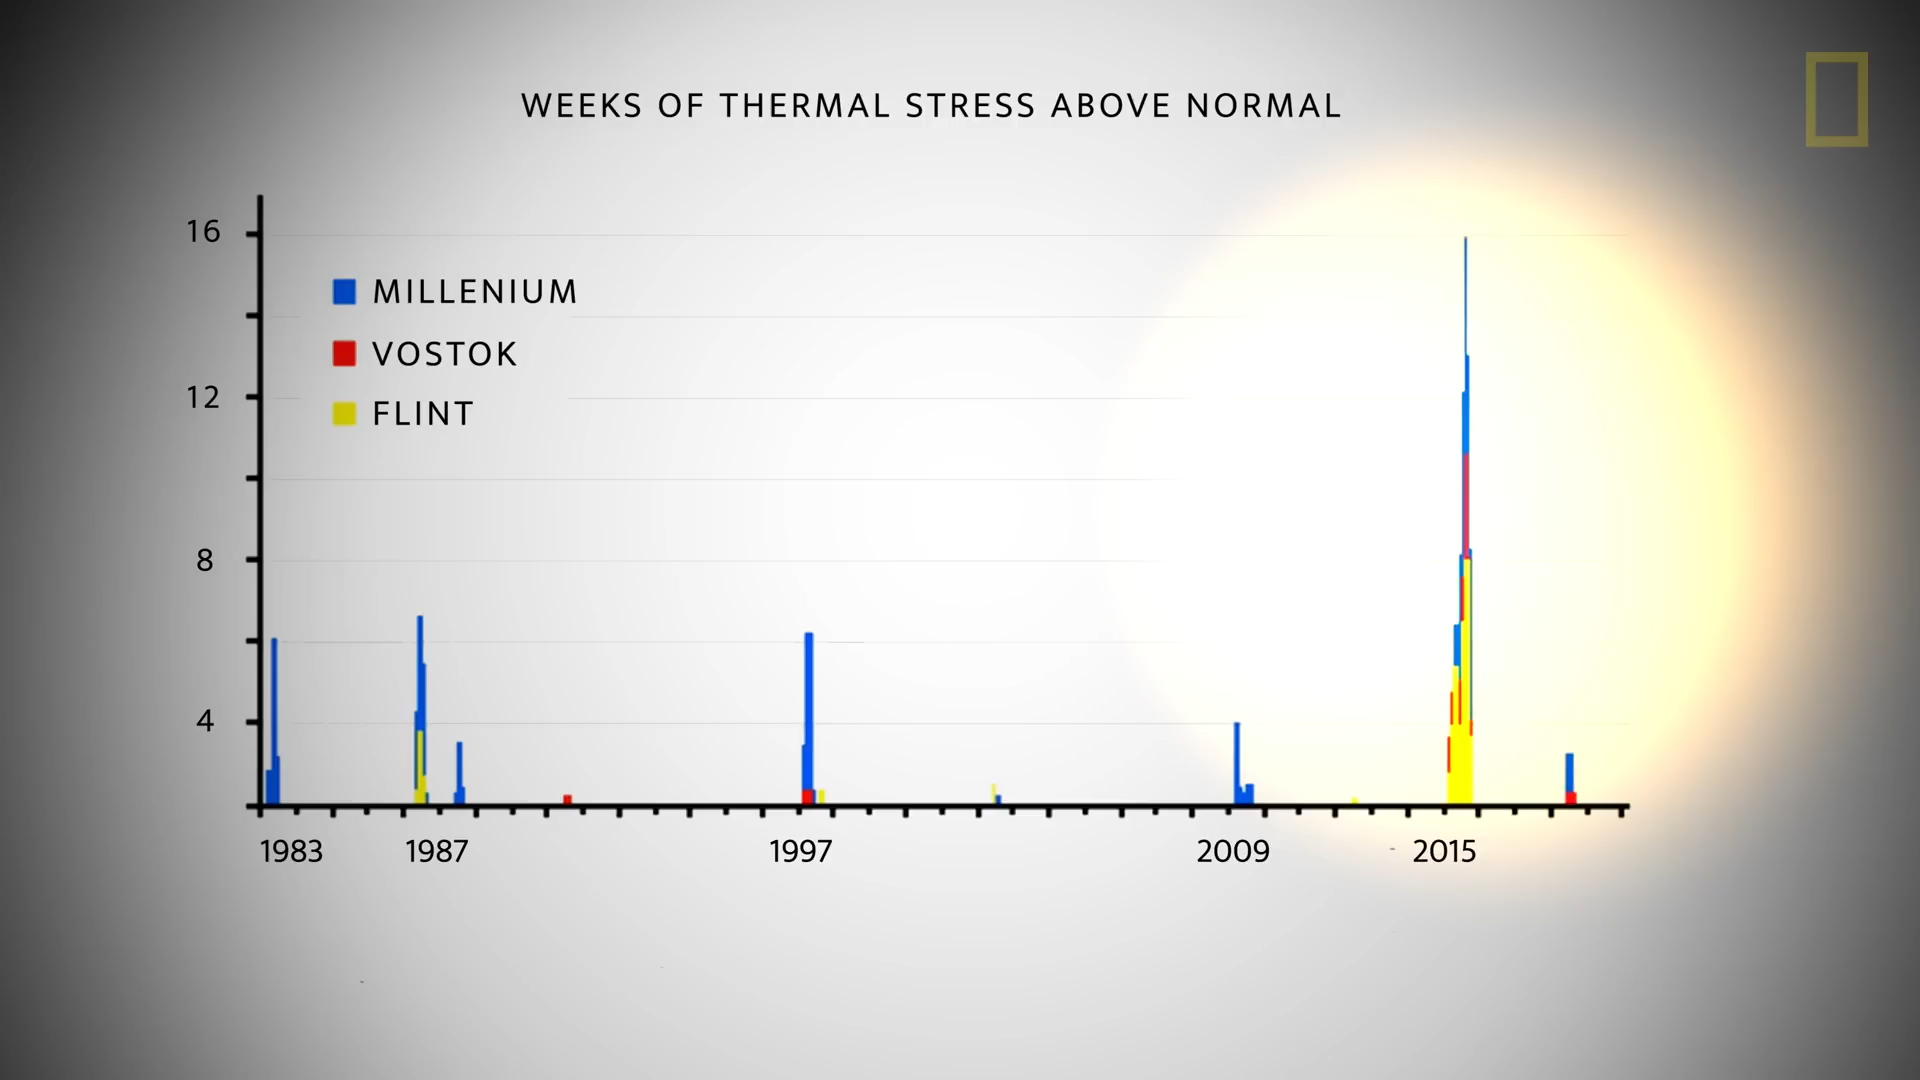 WEEKS OF THERMAL STRESS ABOVE NORMAL
16
MILLENIUM
VOSTOK
12
FLINT
8
4
1983 1987 1997 2009 2015